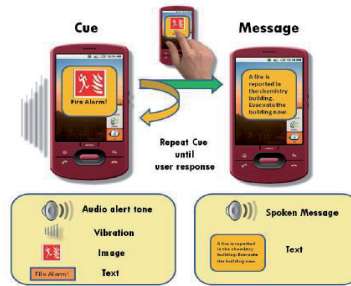 Cue
Message
Fire Alarm!
A fire is
reported in
the chemistry
building.
Evacuate the
building now.
Repeat Cue
until
user response
Audio alert tone
Vibration
Image
Fire Alarm!
Text
Spoken Message
A fire is reported
in the chemistry
building. Evacuate
the building now.
Text